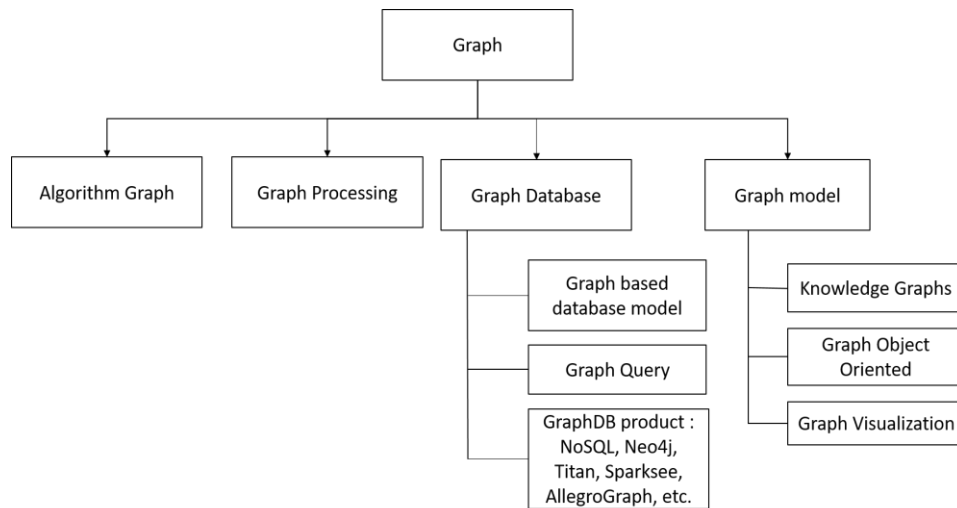 Graph
Algorithm Graph
Graph Processing
Graph Database
Graph model
Graph based
database model
Graph Query
GraphDB product :
NoSQL, Neo4j,
Titan, Sparksee,
AllegroGraph, etc.
Knowledge Graphs
Graph Object
Oriented
Graph Visualization